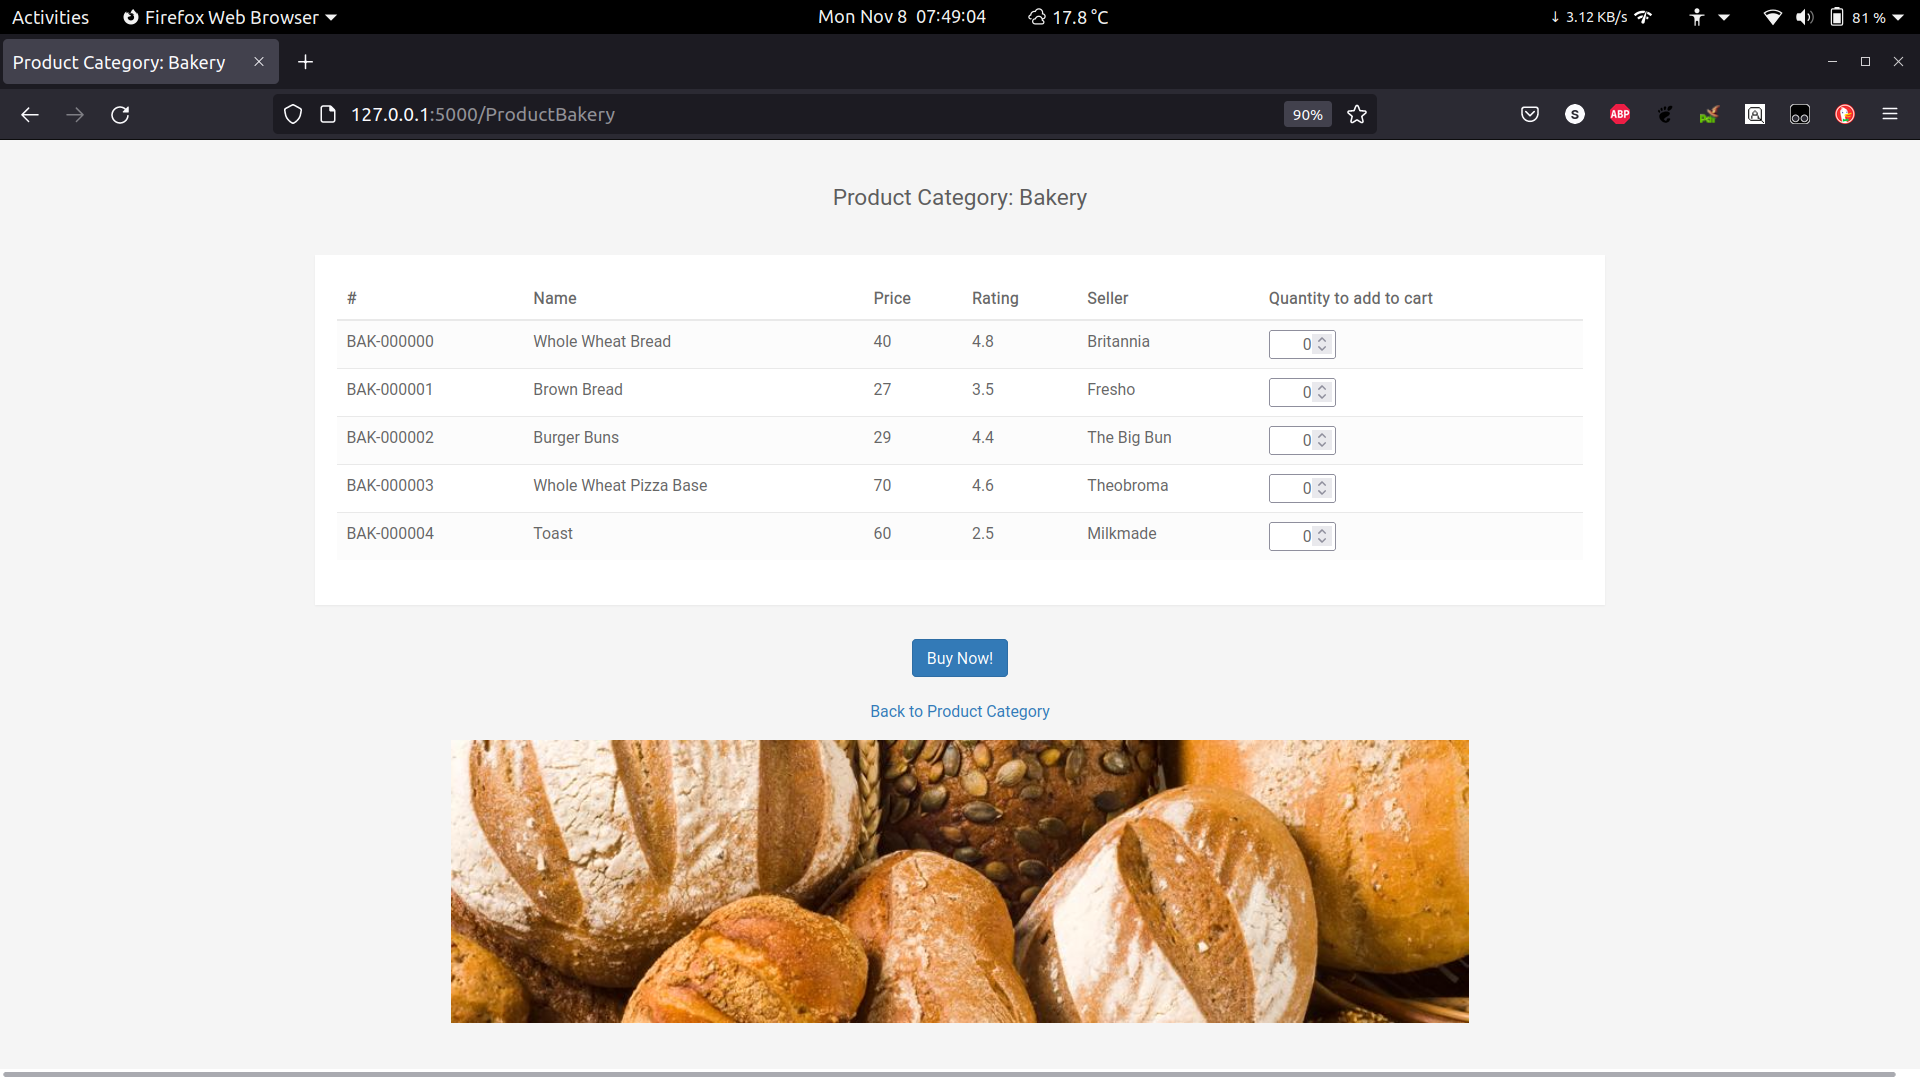 Activities Firefox Web Browser Mon Nov 8 07:49:04 17.8 °C ↓ 3.12 KB/s 81 %
Product Category: Bakery
127.0.0.1:5000/ProductBakery 90% S ABP
Product Category: Bakery
# Name Price Rating Seller Quantity to add to cart
BAK-000000 Whole Wheat Bread 40 4.8 Britannia 0
BAK-000001 Brown Bread 27 3.5 Fresho 0
BAK-000002 Burger Buns 29 4.4 The Big Bun 0
BAK-000003 Whole Wheat Pizza Base 70 4.6 Theobroma 0
BAK-000004 Toast 60 2.5 Milkmade 0
Buy Now!
Back to Product Category